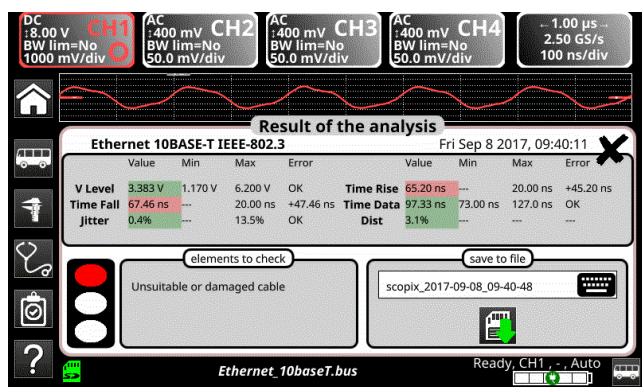 DC
↕8.00 V CH1
BW lim=No
1000 mV/div
AC
↕400 mV CH2
BW lim=No
50.0 mV/div
AC
↕400 mV CH3
BW lim=No
50.0 mV/div
AC
↕400 mV CH4
BW lim=No
50.0 mV/div
←1.00 µs→
2.50 GS/s
100 ns/div
Result of the analysis
Ethernet 10BASE-T IEEE-802.3 Fri Sep 8 2017, 09:40:11
Value Min Max Error Value Min Max Error
V Level 3.383 V 1.170 V 6.200 V OK Time Rise 65.20 ns --- 20.00 ns +45.20 ns
Time Fall 67.46 ns --- 20.00 ns +47.46 ns Time Data 97.33 ns 73.00 ns 127.0 ns OK
Jitter 0.4% --- 13.5% OK Dist 3.1% --- --- ---
elements to check
Unsuitable or damaged cable
save to file
scopix_2017-09-08_09-40-48
?
Ethernet_10baseT.bus
Ready, CH1 , - , Auto